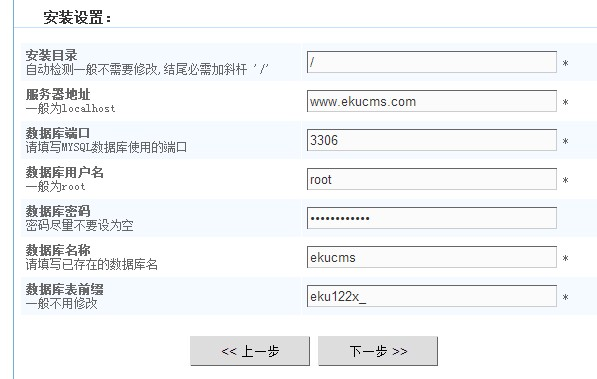 安装设置：
安装目录
自动检测一般不需要修改,结尾必需加斜杆 '/'
/ *
服务器地址
一般为localhost
www.ekucms.com *
数据库端口
请填写MYSQL数据库使用的端口
3306 *
数据库用户名
一般为root
root *
数据库密码
密码尽量不要设为空
••••••••••••
数据库名称
请填写已存在的数据库名
ekucms *
数据库表前缀
一般不用修改
eku122x_ *
<< 上一步 下一步 >>